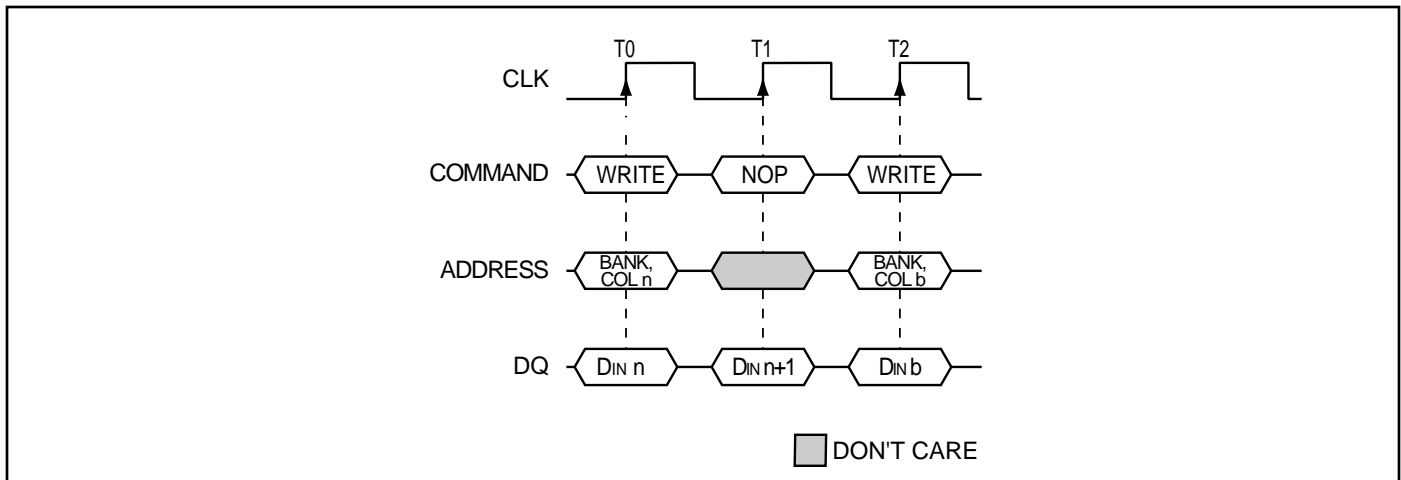 T0 T1 T2
CLK
COMMAND WRITE NOP WRITE
ADDRESS BANK, COL n BANK, COL b
DQ DIN n DIN n+1 DIN b
DON'T CARE